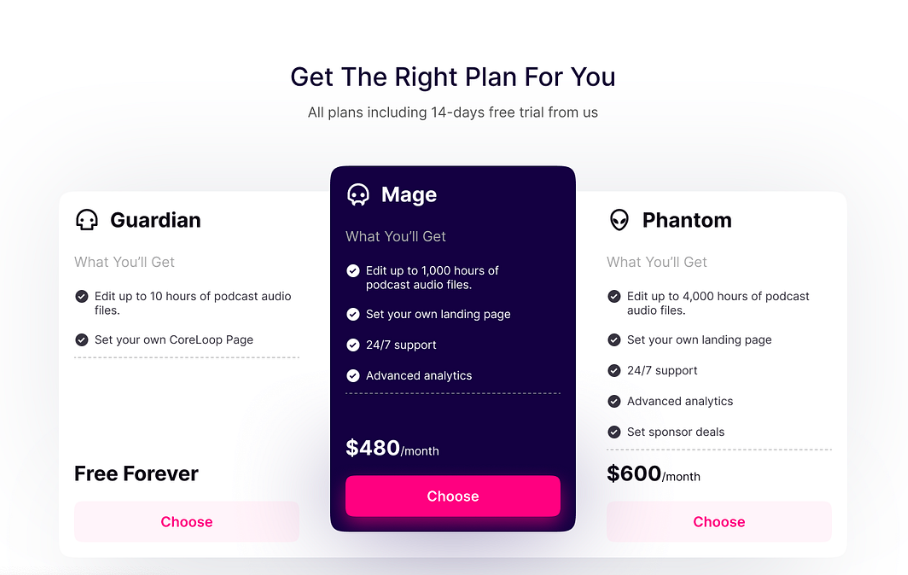 Get The Right Plan For You
All plans including 14-days free trial from us
Guardian
What You'll Get
Edit up to 10 hours of podcast audio
files.
Set your own CoreLoop Page
Free Forever
Choose
Mage
What You'll Get
Edit up to 1,000 hours of
podcast audio files.
Set your own landing page
24/7 support
Advanced analytics
$480/month
Choose
Phantom
What You'll Get
Edit up to 4,000 hours of podcast
audio files.
Set your own landing page
24/7 support
Advanced analytics
Set sponsor deals
$600/month
Choose